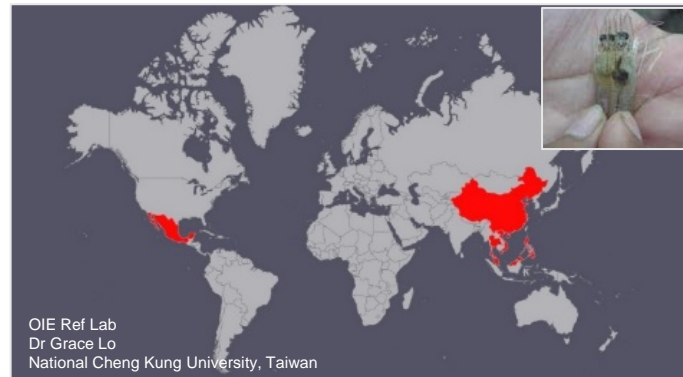 OIE Ref Lab
Dr Grace Lo
National Cheng Kung University, Taiwan